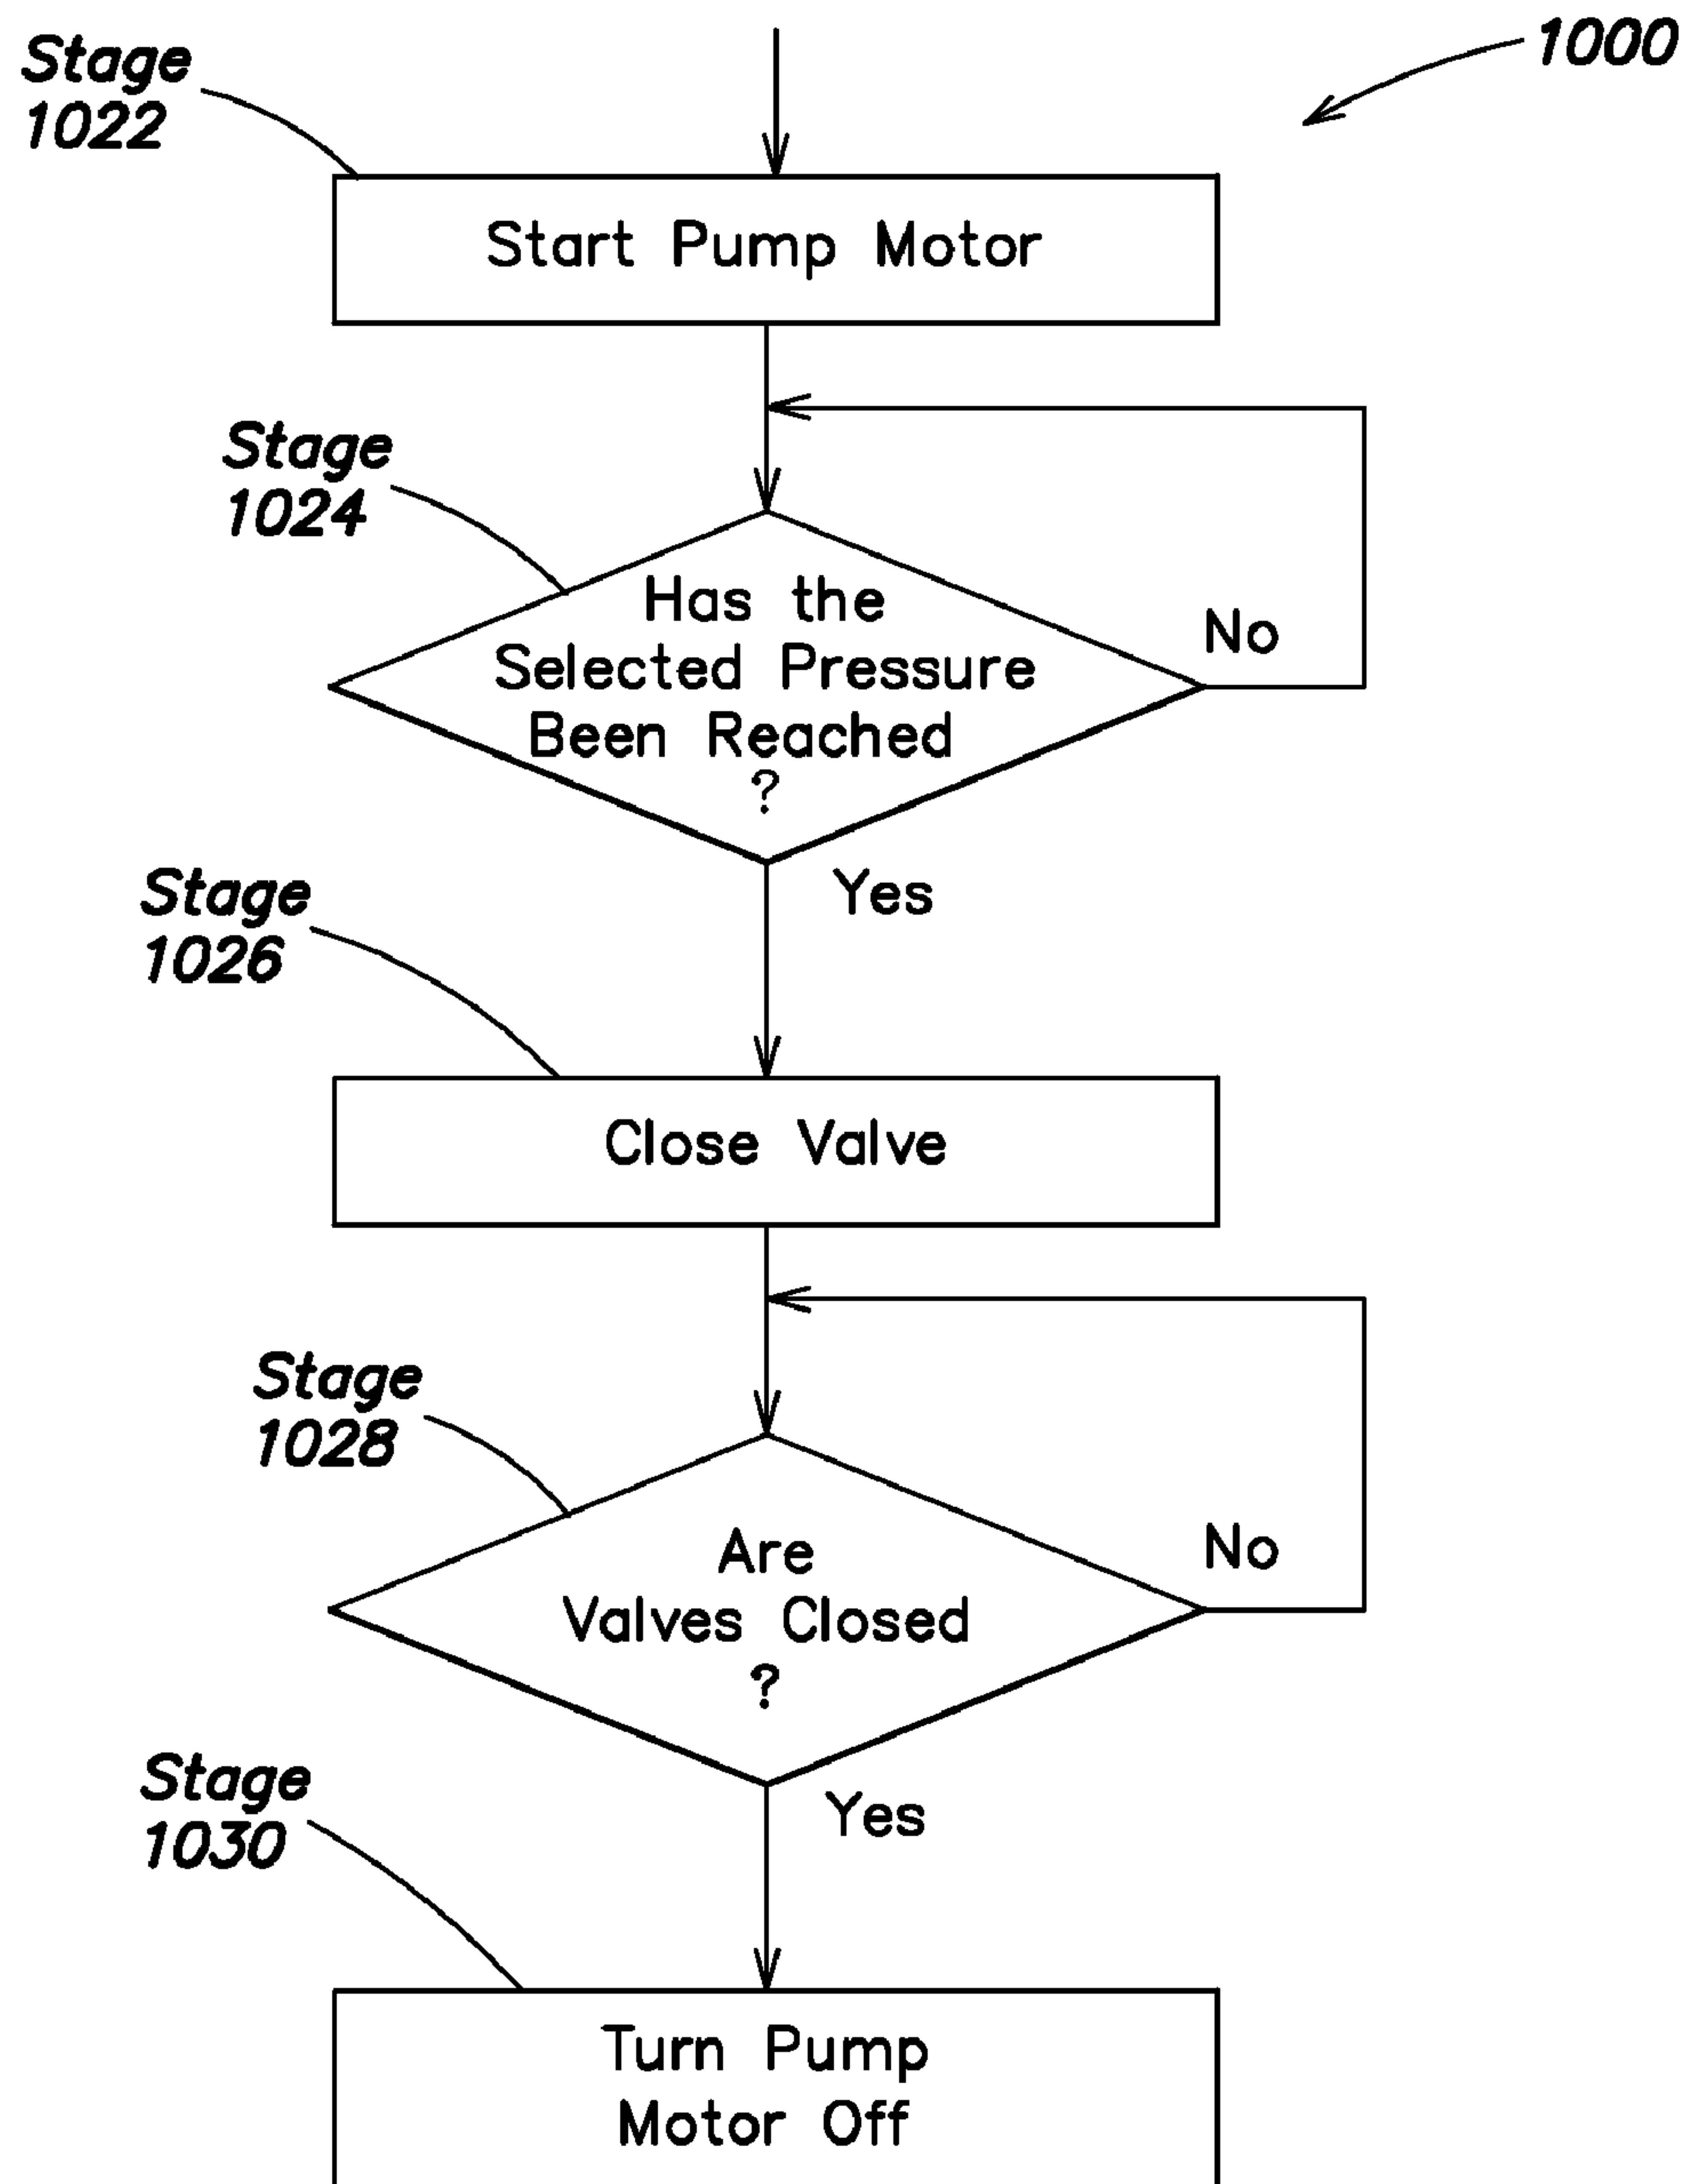 1000
Stage
1022
Start Pump Motor
Stage
1024
Has the
Selected Pressure
Been Reached
?
No
Yes
Stage
1026
Close Valve
Stage
1028
Are
Valves Closed
?
No
Yes
Stage
1030
Turn Pump
Motor Off